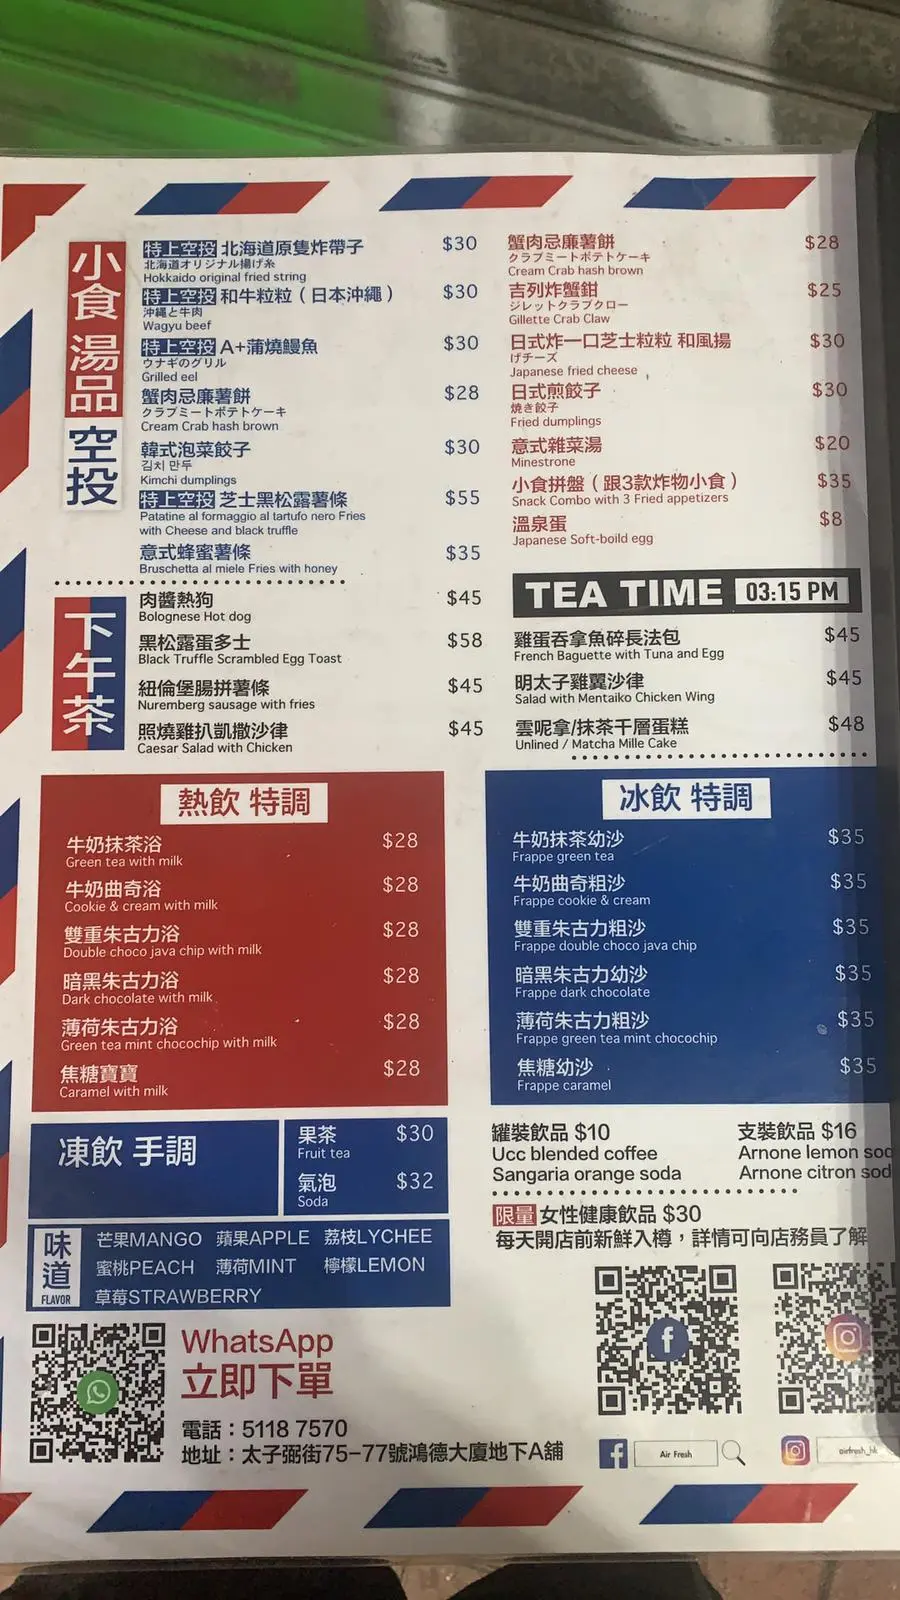 小食 湯品 空投
特上空投 北海道原隻炸帶子 $30
北海道オリジナル揚げ糸
Hokkaido original fried string
特上空投 和牛粒粒（日本沖繩） $30
沖縄と牛肉
Wagyu beef
特上空投 A+蒲燒鰻魚 $30
ウナギのグリル
Grilled eel
蟹肉忌廉薯餅 $28
クラブミートポテトケーキ
Cream Crab hash brown
韓式泡菜餃子 $30
김치 만두
Kimchi dumplings
特上空投 芝士黑松露薯條 $55
Patatine al formaggio al tartufo nero Fries
with Cheese and black truffle
意式蜂蜜薯條 $35
Bruschetta al miele Fries with honey
蟹肉忌廉薯餅 $28
クラブミートポテトケーキ
Cream Crab hash brown
吉列炸蟹鉗 $25
ジレットクラブクロー
Gillette Crab Claw
日式炸一口芝士粒粒 和風揚 $30
げチーズ
Japanese fried cheese
日式煎餃子 $30
焼き餃子
Fried dumplings
意式雜菜湯 $20
Minestrone
小食拼盤（跟3款炸物小食） $35
Snack Combo with 3 Fried appetizers
溫泉蛋 $8
Japanese Soft-boild egg
下午茶
肉醬熱狗 $45
Bolognese Hot dog
黑松露蛋多士 $58
Black Truffle Scrambled Egg Toast
紐倫堡腸拼薯條 $45
Nuremberg sausage with fries
照燒雞扒凱撒沙律 $45
Caesar Salad with Chicken
TEA TIME 03:15 PM
雞蛋吞拿魚碎長法包 $45
French Baguette with Tuna and Egg
明太子雞翼沙律 $45
Salad with Mentaiko Chicken Wing
雲呢拿/抹茶千層蛋糕 $48
Unlined / Matcha Mille Cake
熱飲 特調
牛奶抹茶浴 $28
Green tea with milk
牛奶曲奇浴 $28
Cookie & cream with milk
雙重朱古力浴 $28
Double choco java chip with milk
暗黑朱古力浴 $28
Dark chocolate with milk
薄荷朱古力浴 $28
Green tea mint chocochip with milk
焦糖寶寶 $28
Caramel with milk
冰飲 特調
牛奶抹茶幼沙 $35
Frappe green tea
牛奶曲奇粗沙 $35
Frappe cookie & cream
雙重朱古力粗沙 $35
Frappe double choco java chip
暗黑朱古力幼沙 $35
Frappe dark chocolate
薄荷朱古力粗沙 $35
Frappe green tea mint chocochip
焦糖幼沙 $35
Frappe caramel
凍飲 手調
果茶 $30
Fruit tea
氣泡 $32
Soda
味道 FLAVOR
芒果MANGO 蘋果APPLE 荔枝LYCHEE
蜜桃PEACH 薄荷MINT 檸檬LEMON
草莓STRAWBERRY
罐裝飲品 $10
Ucc blended coffee
Sangaria orange soda
支裝飲品 $16
Arnone lemon soc
Arnone citron sod
限量 女性健康飲品 $30
每天開店前新鮮入樽，詳情可向店務員了解
WhatsApp
立即下單
電話：5118 7570
地址：太子弼街75-77號鴻德大廈地下A舖
Air Fresh
airfresh_hk